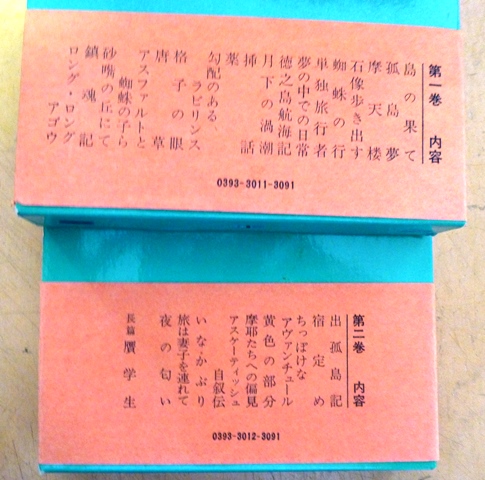 第一巻 内容
島の果て
孤島夢
摩天楼
石像歩き出す
蜘蛛の行
単独旅行者
夢の中での日常
徳之島航海記
月下の渦潮
挿話
薬
勾配のある
ラビリンス
格子の眼
唐草
アスファルトと
蜘蛛の子ら
砂嘴の丘にて
鎮魂記
ロング・ロング
アゴウ
0393-3011-3091
第二巻 内容
出孤島記
宿定め
ちっぽけな
アヴァンチュール
黄色の部分
摩耶たちへの偏見
アスケーティッシュ
自叙伝
いなかぶり
旅は妻子を連れて
夜の匂い
長篇 贋学生
0393-3012-3091